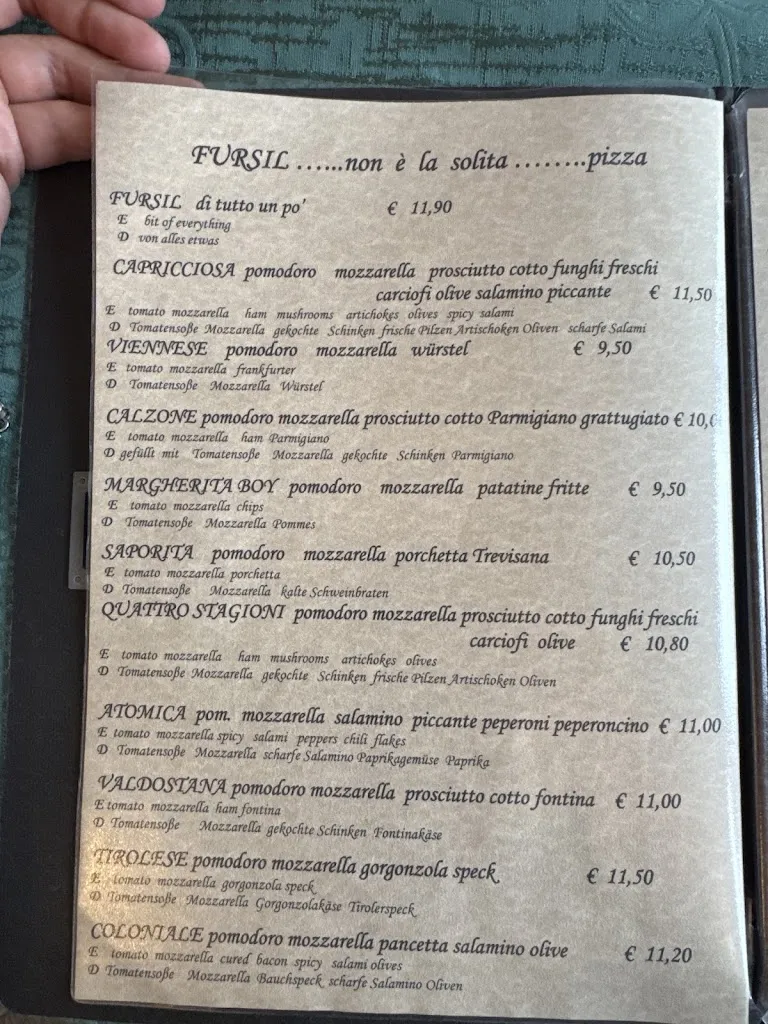 FURSIL ......non è la solita ........pizza
FURSIL di tutto un po' € 11,90
E bit of everything
D von alles etwas
CAPRICCIOSA pomodoro mozzarella prosciutto cotto funghi freschi
carciofi olive salamino piccante € 11,50
E tomato mozzarella ham mushrooms artichokes olives spicy salami
D Tomatensoße Mozzarella gekochte Schinken frische Pilzen Artischoken Oliven scharfe Salami
VIENNESE pomodoro mozzarella würstel € 9,50
E tomato mozzarella frankfurter
D Tomatensoße Mozzarella Würstel
CALZONE pomodoro mozzarella prosciutto cotto Parmigiano grattugiato € 10,0
E tomato mozzarella ham Parmigiano
D gefüllt mit Tomatensoße Mozzarella gekochte Schinken Parmigiano
MARGHERITA BOY pomodoro mozzarella patatine fritte € 9,50
E tomato mozzarella chips
D Tomatensoße Mozzarella Pommes
SAPORITA pomodoro mozzarella porchetta Trevisana € 10,50
E tomato mozzarella porchetta
D Tomatensoße Mozzarella kalte Schweinbraten
QUATTRO STAGIONI pomodoro mozzarella prosciutto cotto funghi freschi
carciofi olive € 10,80
E tomato mozzarella ham mushrooms artichokes olives
D Tomatensoße Mozzarella gekochte Schinken frische Pilzen Artischoken Oliven
ATOMICA pom. mozzarella salamino piccante peperoni peperoncino € 11,00
E tomato mozzarella spicy salami peppers chili flakes
D Tomatensoße Mozzarella scharfe Salamino Paprikagemüse Paprika
VALDOSTANA pomodoro mozzarella prosciutto cotto fontina € 11,00
E tomato mozzarella ham fontina
D Tomatensoße Mozzarella gekochte Schinken Fontinakäse
TIROLESE pomodoro mozzarella gorgonzola speck € 11,50
E tomato mozzarella gorgonzola speck
D Tomatensoße Mozzarella Gorgonzolakäse Tirolerspeck
COLONIALE pomodoro mozzarella pancetta salamino olive € 11,20
E tomato mozzarella cured bacon spicy salami olives
D Tomatensoße Mozzarella Bauchspeck scharfe Salamino Oliven